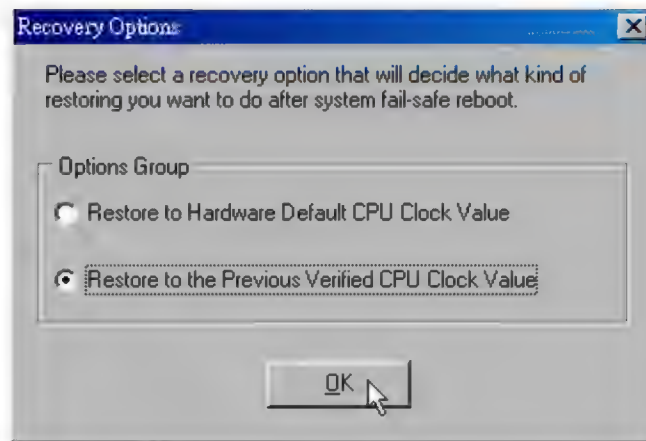 Recovery Options
Please select a recovery option that will decide what kind of
restoring you want to do after system fail-safe reboot.
Options Group
Restore to Hardware Default CPU Clock Value
Restore to the Previous Verified CPU Clock Value
OK